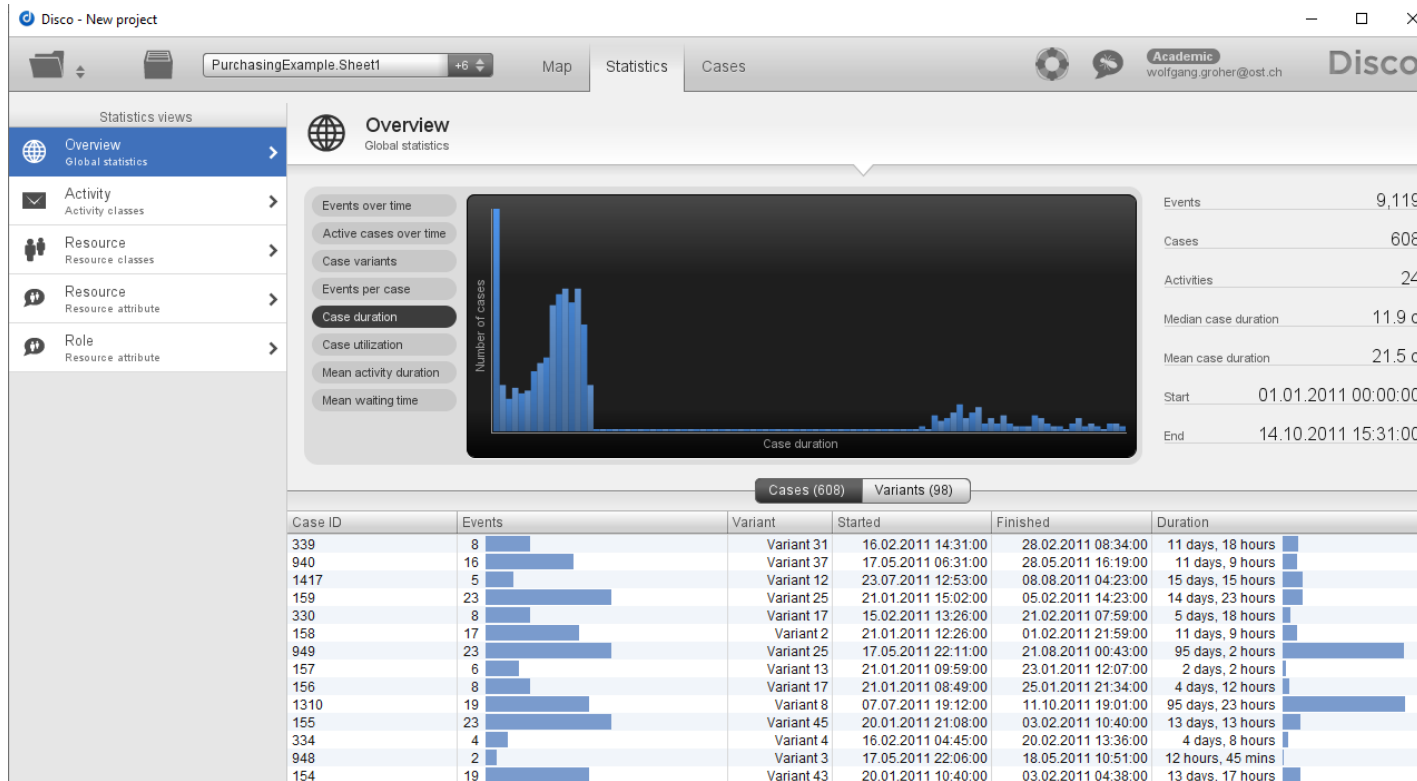 Disco - New project
PurchasingExample.Sheet1 +6 Map Statistics Cases Academic Disco
wolfgang.groher@ost.ch
Statistics views
Overview
Global statistics
Activity
Activity classes
Resource
Resource classes
Resource
Resource attribute
Role
Resource attribute
Overview
Global statistics
Events over time
Active cases over time
Case variants
Events per case
Case duration
Case utilization
Mean activity duration
Mean waiting time
Number of cases
Case duration
Events 9,119
Cases 608
Activities 24
Median case duration 11.9 d
Mean case duration 21.5 d
Start 01.01.2011 00:00:00
End 14.10.2011 15:31:00
Cases (608) Variants (98)
Case ID Events Variant Started Finished Duration
339 8 Variant 31 16.02.2011 14:31:00 28.02.2011 08:34:00 11 days, 18 hours
940 16 Variant 37 17.05.2011 06:31:00 28.05.2011 16:19:00 11 days, 9 hours
1417 5 Variant 12 23.07.2011 12:53:00 08.08.2011 04:23:00 15 days, 15 hours
159 23 Variant 25 21.01.2011 15:02:00 05.02.2011 14:23:00 14 days, 23 hours
330 8 Variant 17 15.02.2011 13:26:00 21.02.2011 07:59:00 5 days, 18 hours
158 17 Variant 2 21.01.2011 12:26:00 01.02.2011 21:59:00 11 days, 9 hours
949 23 Variant 25 17.05.2011 22:11:00 21.08.2011 00:43:00 95 days, 2 hours
157 6 Variant 13 21.01.2011 09:59:00 23.01.2011 12:07:00 2 days, 2 hours
156 8 Variant 17 21.01.2011 08:49:00 25.01.2011 21:34:00 4 days, 12 hours
1310 19 Variant 8 07.07.2011 19:12:00 11.10.2011 19:01:00 95 days, 23 hours
155 23 Variant 45 20.01.2011 21:08:00 03.02.2011 10:40:00 13 days, 13 hours
334 4 Variant 4 16.02.2011 04:45:00 20.02.2011 13:36:00 4 days, 8 hours
948 2 Variant 3 17.05.2011 22:06:00 18.05.2011 10:51:00 12 hours, 45 mins
154 19 Variant 43 20.01.2011 10:40:00 03.02.2011 04:38:00 13 days, 17 hours